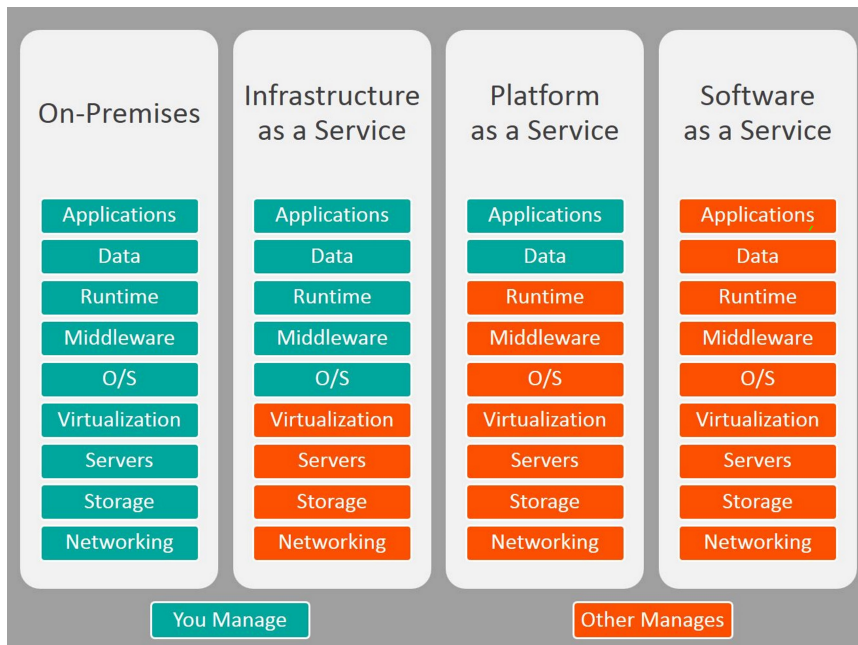 On-Premises
Applications
Data
Runtime
Middleware
O/S
Virtualization
Servers
Storage
Networking
Infrastructure
as a Service
Applications
Data
Runtime
Middleware
O/S
Virtualization
Servers
Storage
Networking
Platform
as a Service
Applications
Data
Runtime
Middleware
O/S
Virtualization
Servers
Storage
Networking
Software
as a Service
Applications
Data
Runtime
Middleware
O/S
Virtualization
Servers
Storage
Networking
You Manage
Other Manages